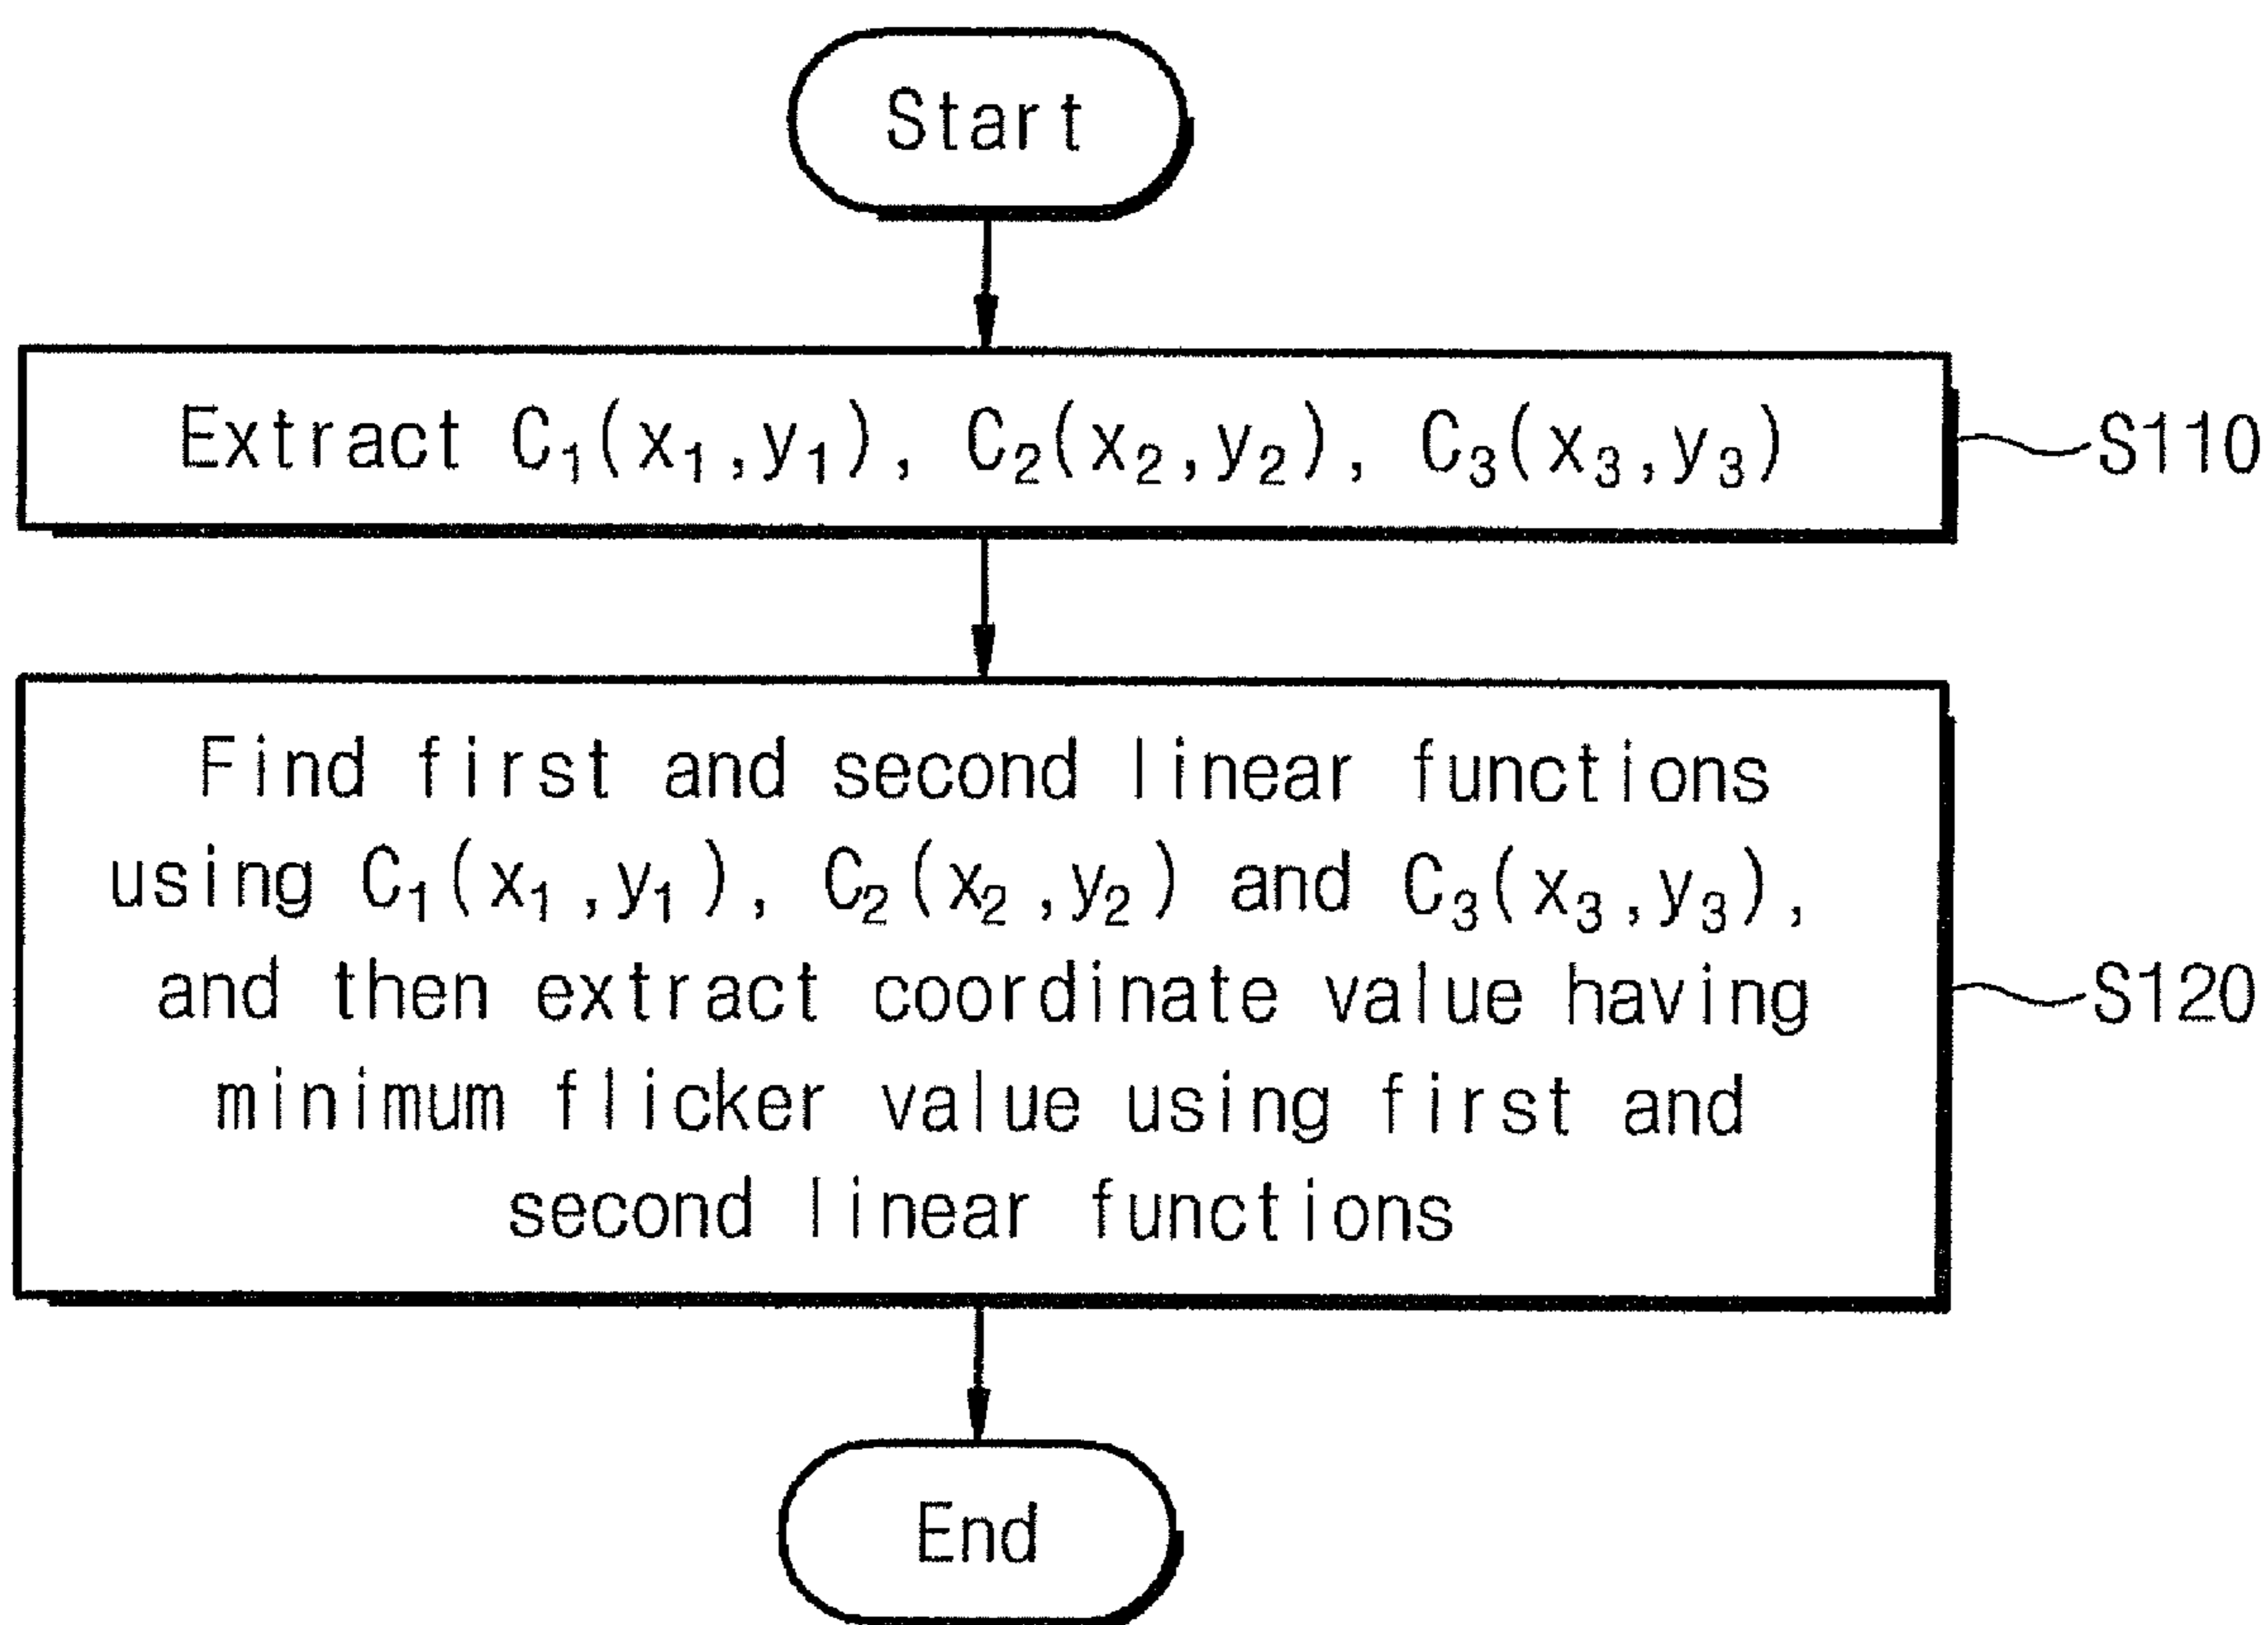 Start
Extract C₁(x₁,y₁), C₂(x₂,y₂), C₃(x₃,y₃)
S110
Find first and second linear functions
using C₁(x₁,y₁), C₂(x₂,y₂) and C₃(x₃,y₃),
and then extract coordinate value having
minimum flicker value using first and
second linear functions
S120
End